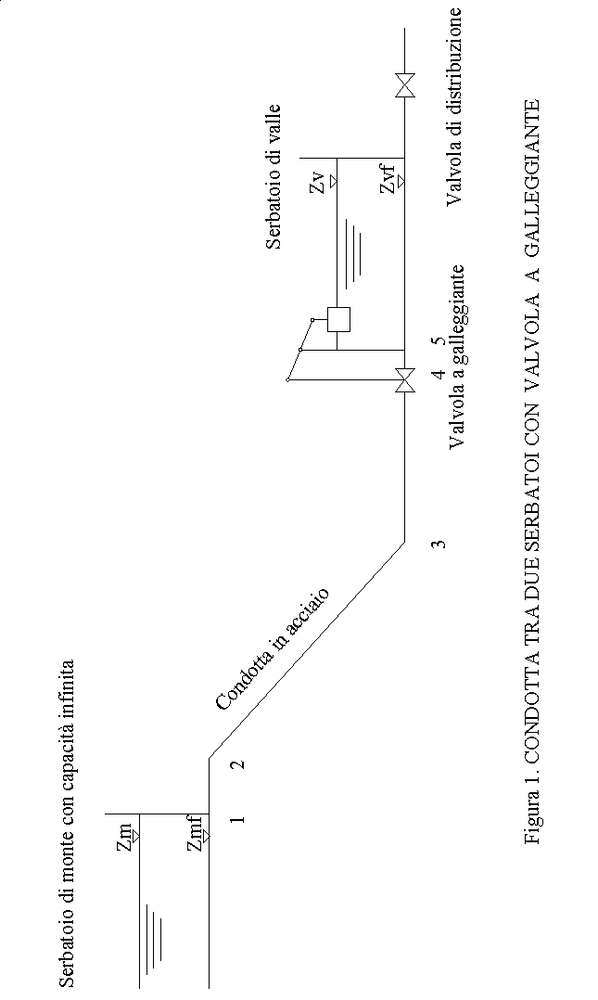 Serbatoio di monte con capacità infinita
Zm
Zmf
1
2
Condotta in acciaio
3
Serbatoio di valle
Zv
Zvf
4
5
Valvola a galleggiante
Valvola di distribuzione
Figura 1. CONDOTTA TRA DUE SERBATOI CON VALVOLA A GALLEGGIANTE